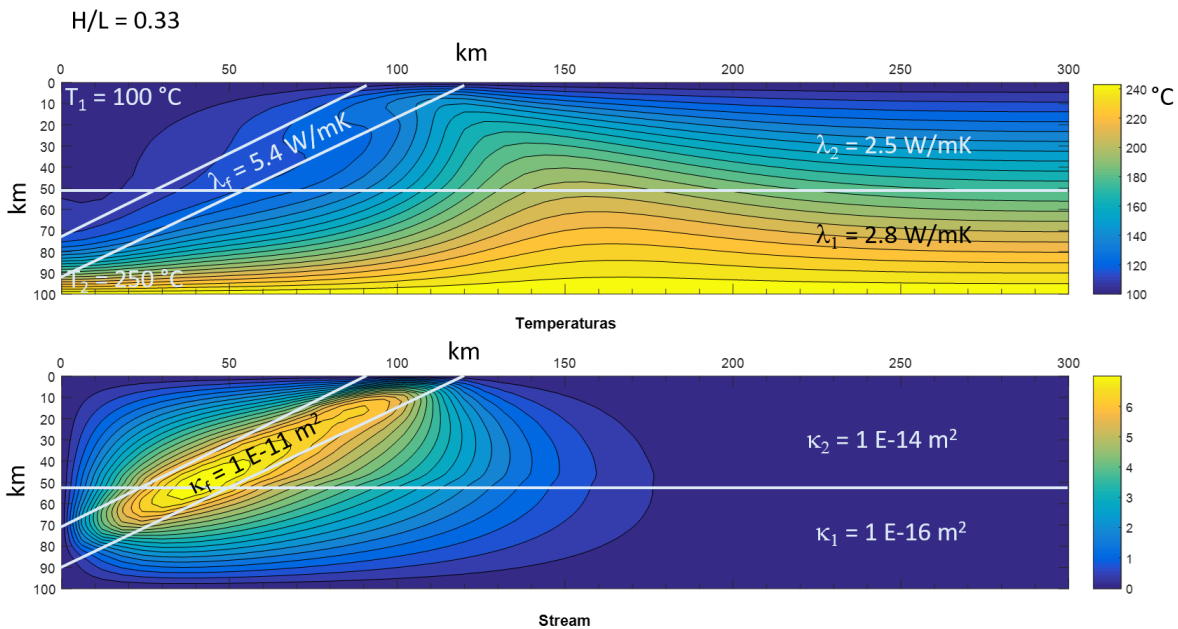 H/L = 0.33
km
0 50 100 150 200 250 300
0
10
20
30
40
50
60
70
80
90
100
km
T₁ = 100 °C
λf = 5.4 W/mK
λ₂ = 2.5 W/mK
λ₁ = 2.8 W/mK
T₂ = 250 °C
°C
240
220
200
180
160
140
120
100
Temperaturas
km
0 50 100 150 200 250 300
0
10
20
30
40
50
60
70
80
90
100
km
κf = 1 E-11 m²
κ₂ = 1 E-14 m²
κ₁ = 1 E-16 m²
6
5
4
3
2
1
0
Stream